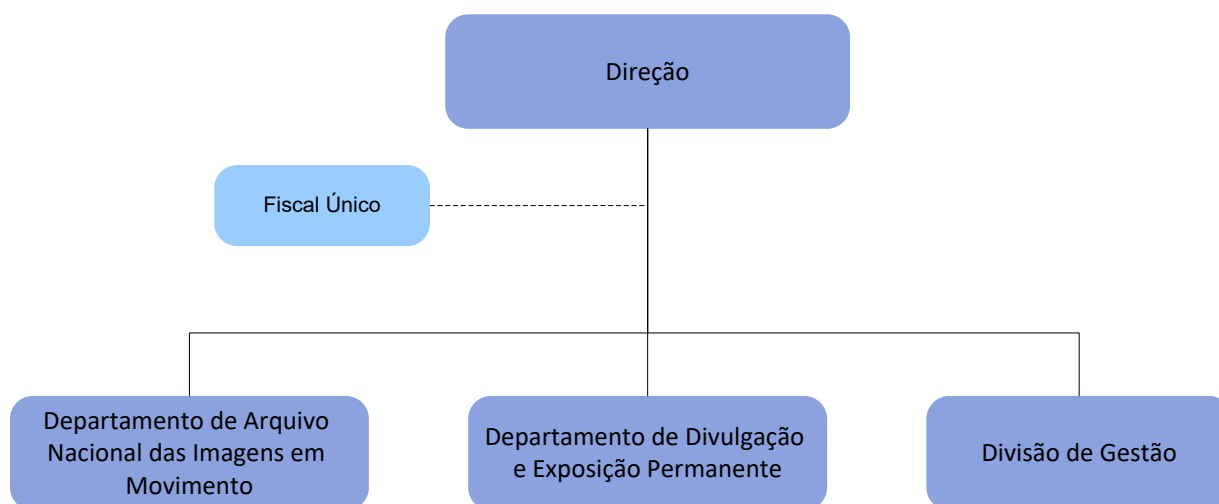 Direção
Fiscal Único
Departamento de Arquivo
Nacional das Imagens em
Movimento
Departamento de Divulgação
e Exposição Permanente
Divisão de Gestão